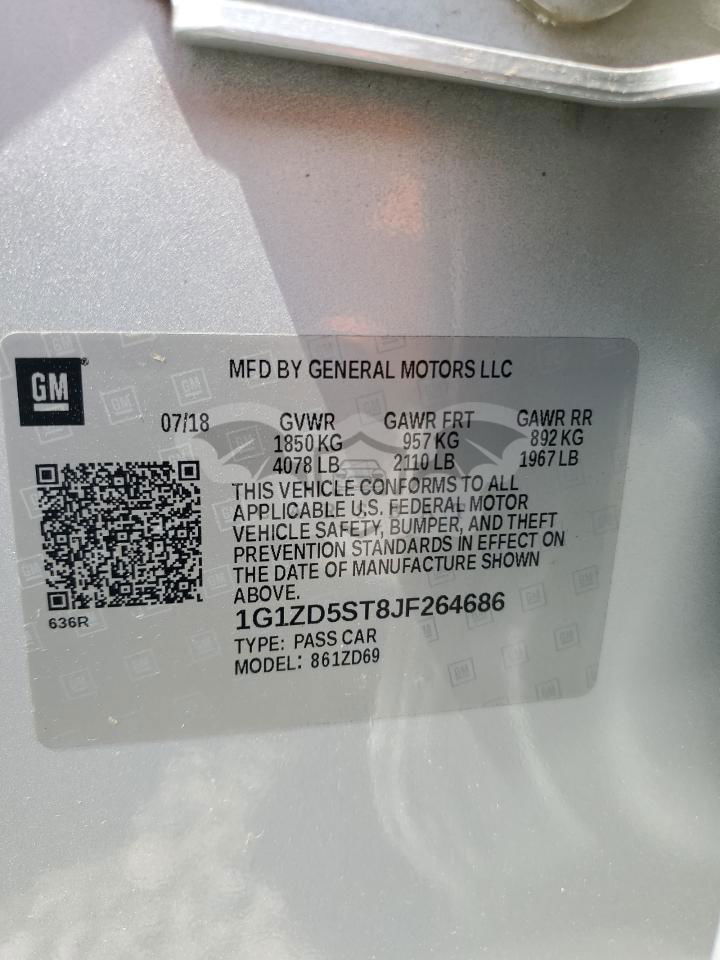 GM
MFD BY GENERAL MOTORS LLC
07/18 GVWR GAWR FRT GAWR RR
1850 KG 957 KG 892 KG
4078 LB 2110 LB 1967 LB
THIS VEHICLE CONFORMS TO ALL
APPLICABLE U.S. FEDERAL MOTOR
VEHICLE SAFETY, BUMPER, AND THEFT
PREVENTION STANDARDS IN EFFECT ON
THE DATE OF MANUFACTURE SHOWN
ABOVE.
636R
1G1ZD5ST8JF264686
TYPE: PASS CAR
MODEL: 861ZD69